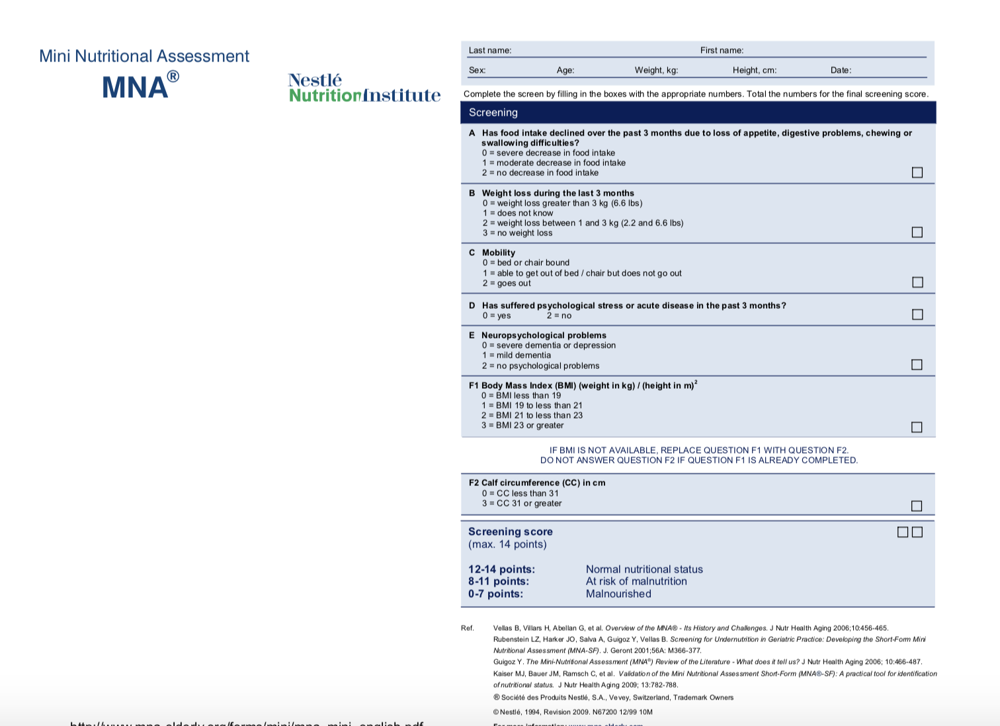 Mini Nutritional Assessment
MNA®
Nestlé
NutritionInstitute
Last name: First name:
Sex: Age: Weight, kg: Height, cm: Date:
Complete the screen by filling in the boxes with the appropriate numbers. Total the numbers for the final screening score.
Screening
A Has food intake declined over the past 3 months due to loss of appetite, digestive problems, chewing or
swallowing difficulties?
0 = severe decrease in food intake
1 = moderate decrease in food intake
2 = no decrease in food intake
B Weight loss during the last 3 months
0 = weight loss greater than 3 kg (6.6 lbs)
1 = does not know
2 = weight loss between 1 and 3 kg (2.2 and 6.6 lbs)
3 = no weight loss
C Mobility
0 = bed or chair bound
1 = able to get out of bed / chair but does not go out
2 = goes out
D Has suffered psychological stress or acute disease in the past 3 months?
0 = yes 2 = no
E Neuropsychological problems
0 = severe dementia or depression
1 = mild dementia
2 = no psychological problems
F1 Body Mass Index (BMI) (weight in kg) / (height in m)²
0 = BMI less than 19
1 = BMI 19 to less than 21
2 = BMI 21 to less than 23
3 = BMI 23 or greater
IF BMI IS NOT AVAILABLE, REPLACE QUESTION F1 WITH QUESTION F2.
DO NOT ANSWER QUESTION F2 IF QUESTION F1 IS ALREADY COMPLETED.
F2 Calf circumference (CC) in cm
0 = CC less than 31
3 = CC 31 or greater
Screening score
(max. 14 points)
12-14 points: Normal nutritional status
8-11 points: At risk of malnutrition
0-7 points: Malnourished
Ref. Vellas B, Villars H, Abellan G, et al. Overview of the MNA® - Its History and Challenges. J Nutr Health Aging 2006;10:456-465.
Rubenstein LZ, Harker JO, Salva A, Guigoz Y, Vellas B. Screening for Undernutrition in Geriatric Practice: Developing the Short-Form Mini
Nutritional Assessment (MNA-SF). J. Geront 2001;56A: M366-377.
Guigoz Y. The Mini-Nutritional Assessment (MNA®) Review of the Literature - What does it tell us? J Nutr Health Aging 2006; 10:466-487.
Kaiser MJ, Bauer JM, Ramsch C, et al. Validation of the Mini Nutritional Assessment Short-Form (MNA®-SF): A practical tool for identification
of nutritional status. J Nutr Health Aging 2009; 13:782-788.
® Société des Produits Nestlé, S.A., Vevey, Switzerland, Trademark Owners
© Nestlé, 1994, Revision 2009. N67200 12/99 10M
For more information: www.mna-elderly.com
http://www.mna-elderly.org/forms/mini/mna_mini_english.pdf